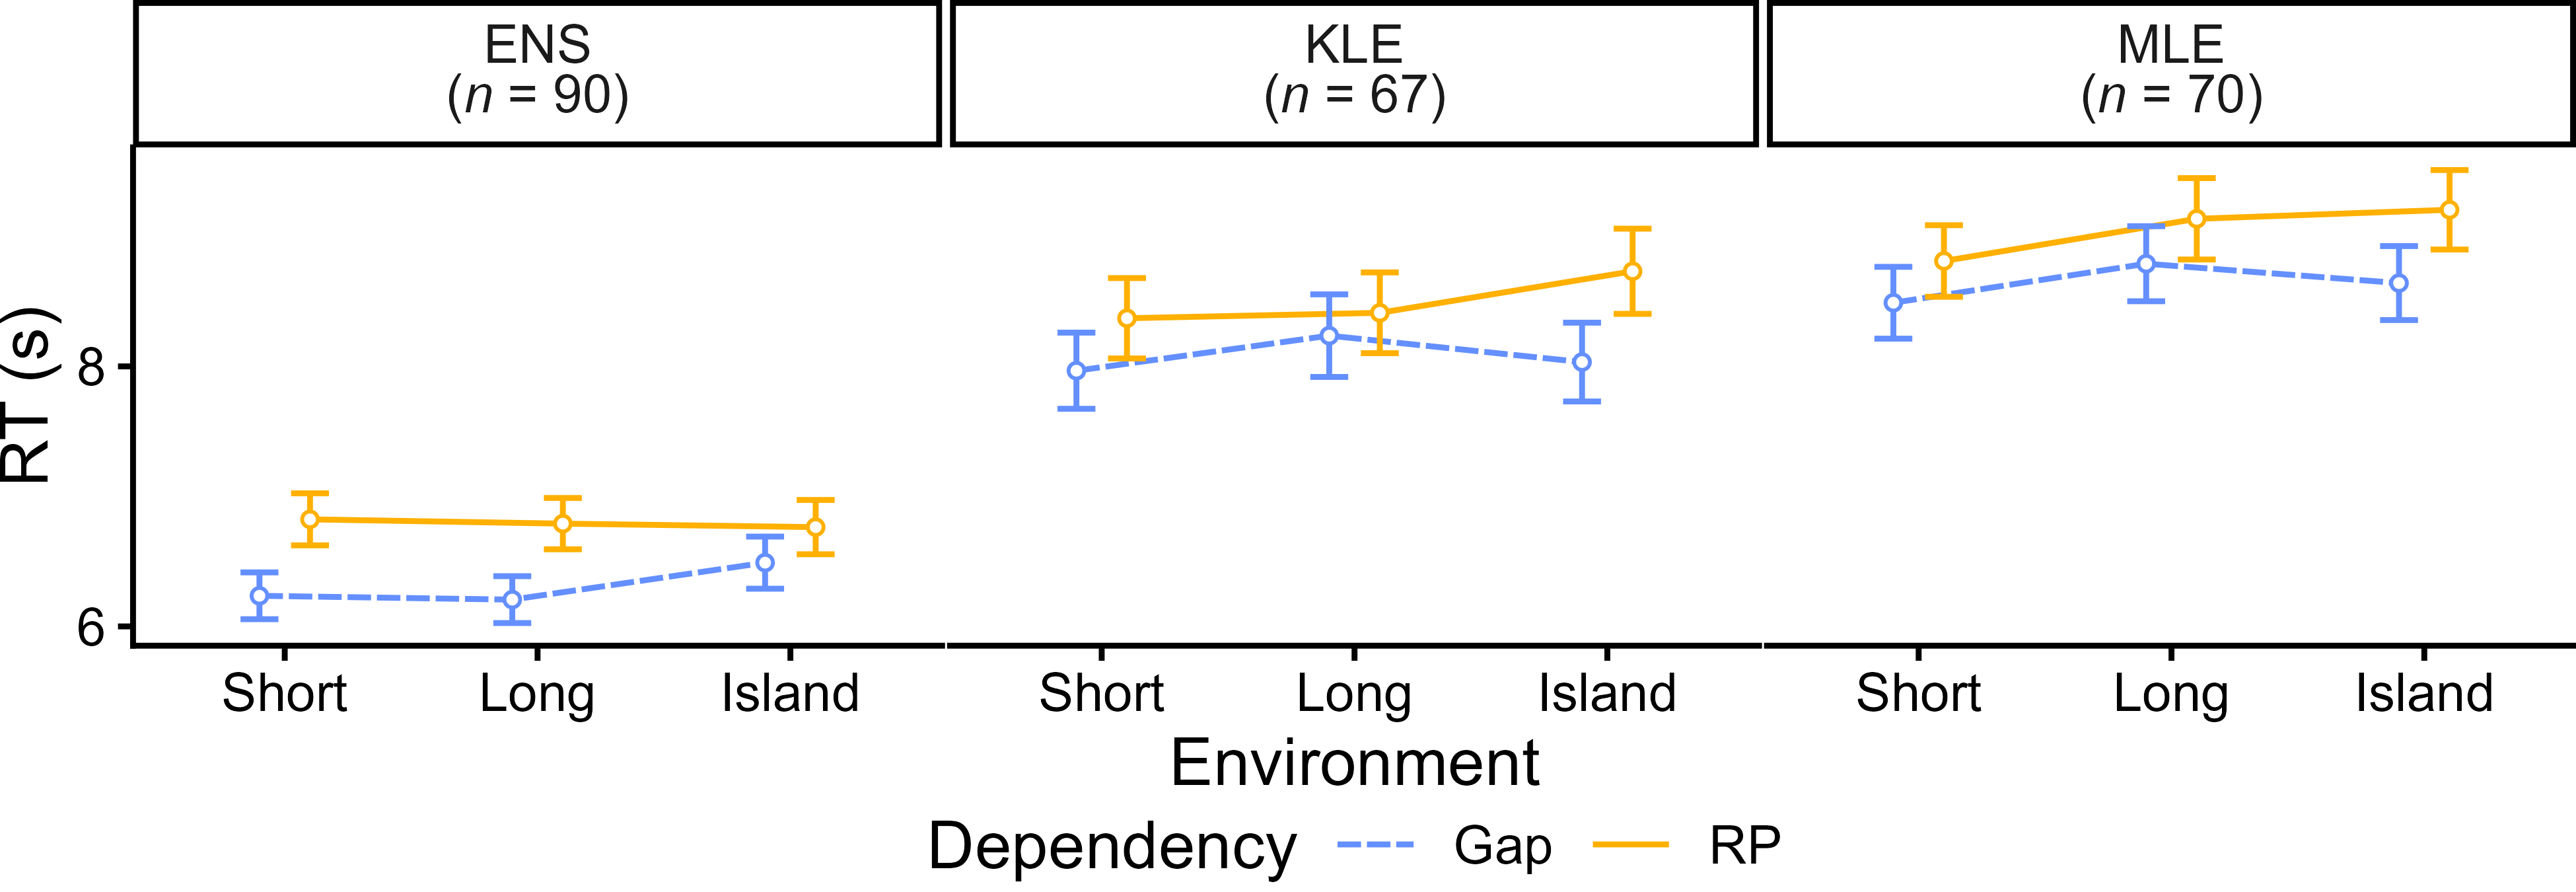 ENS
(n = 90)
KLE
(n = 67)
MLE
(n = 70)
RT (s)
8
6
Short Long Island
Short Long Island
Short Long Island
Environment
Dependency Gap RP